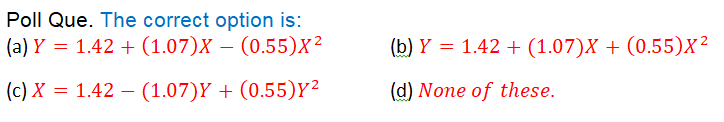 Poll Que. The correct option is:
(a) Y = 1.42 + (1.07)X − (0.55)X² (b) Y = 1.42 + (1.07)X + (0.55)X²
(c) X = 1.42 − (1.07)Y + (0.55)Y² (d) None of these.